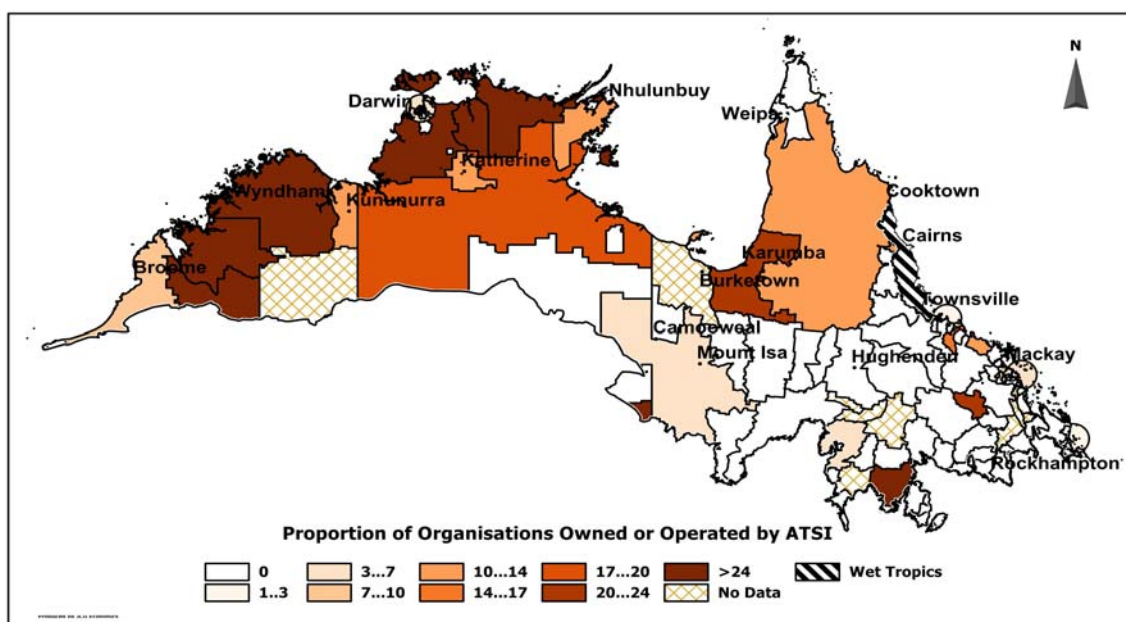 N
Nhulunbuy
Darwin
Weipa
Katherine
Wyndham
Cooktown
Kununurra
Cairns
Karumba
Broome
Burketown
Townsville
Camooweal
Mount Isa
Hughenden
Mackay
Rockhampton
Proportion of Organisations Owned or Operated by ATSI
0 3...7 10...14 17...20 >24 Wet Tropics
1..3 7...10 14...17 20...24 No Data